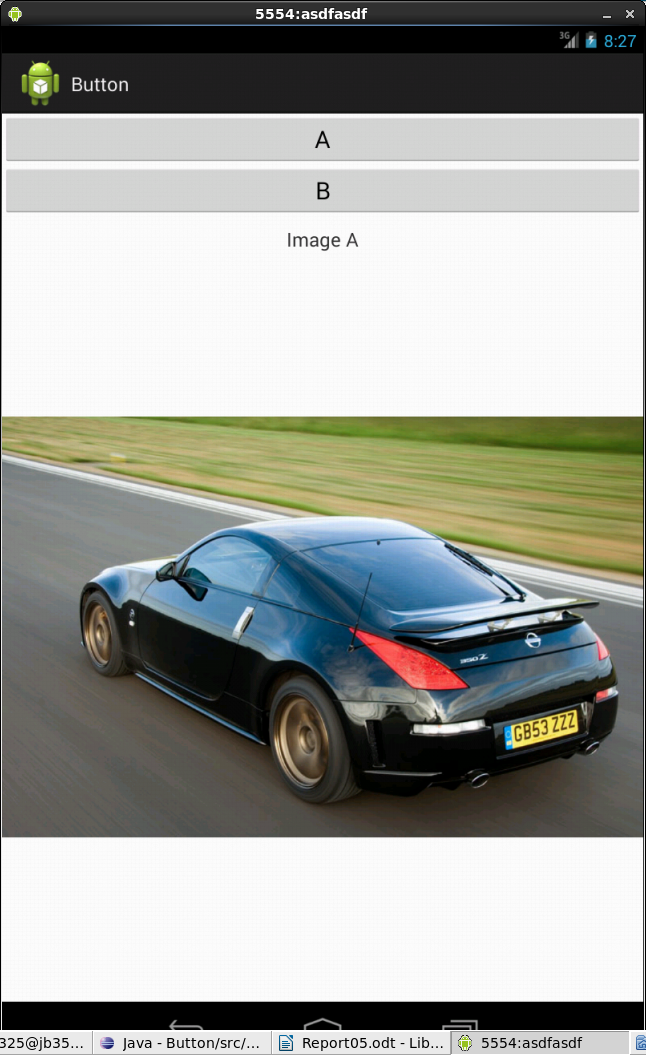 5554:asdfasdf
3G 8:27
Button
A
B
Image A
350Z
GB53 ZZZ
325@jb35... Java - Button/src/... Report05.odt - Lib... 5554:asdfasdf